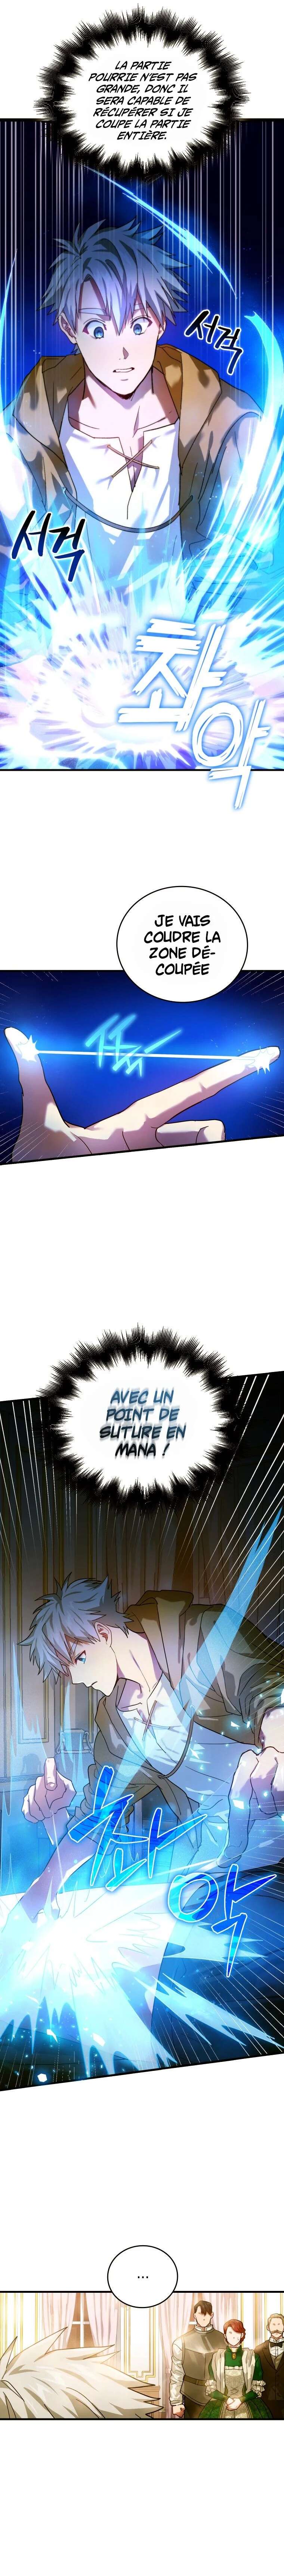 LA PARTIE
POURRIE N'EST PAS
GRANDE, DONC IL
SERA CAPABLE DE
RÉCUPÉRER SI JE
COUPE LA PARTIE
ENTIÈRE.
서걱
서걱
촤악
JE VAIS
COUDRE LA
ZONE DÉ-
COUPÉE
AVEC UN
POINT DE
SUTURE EN
MANA !
촤악
...